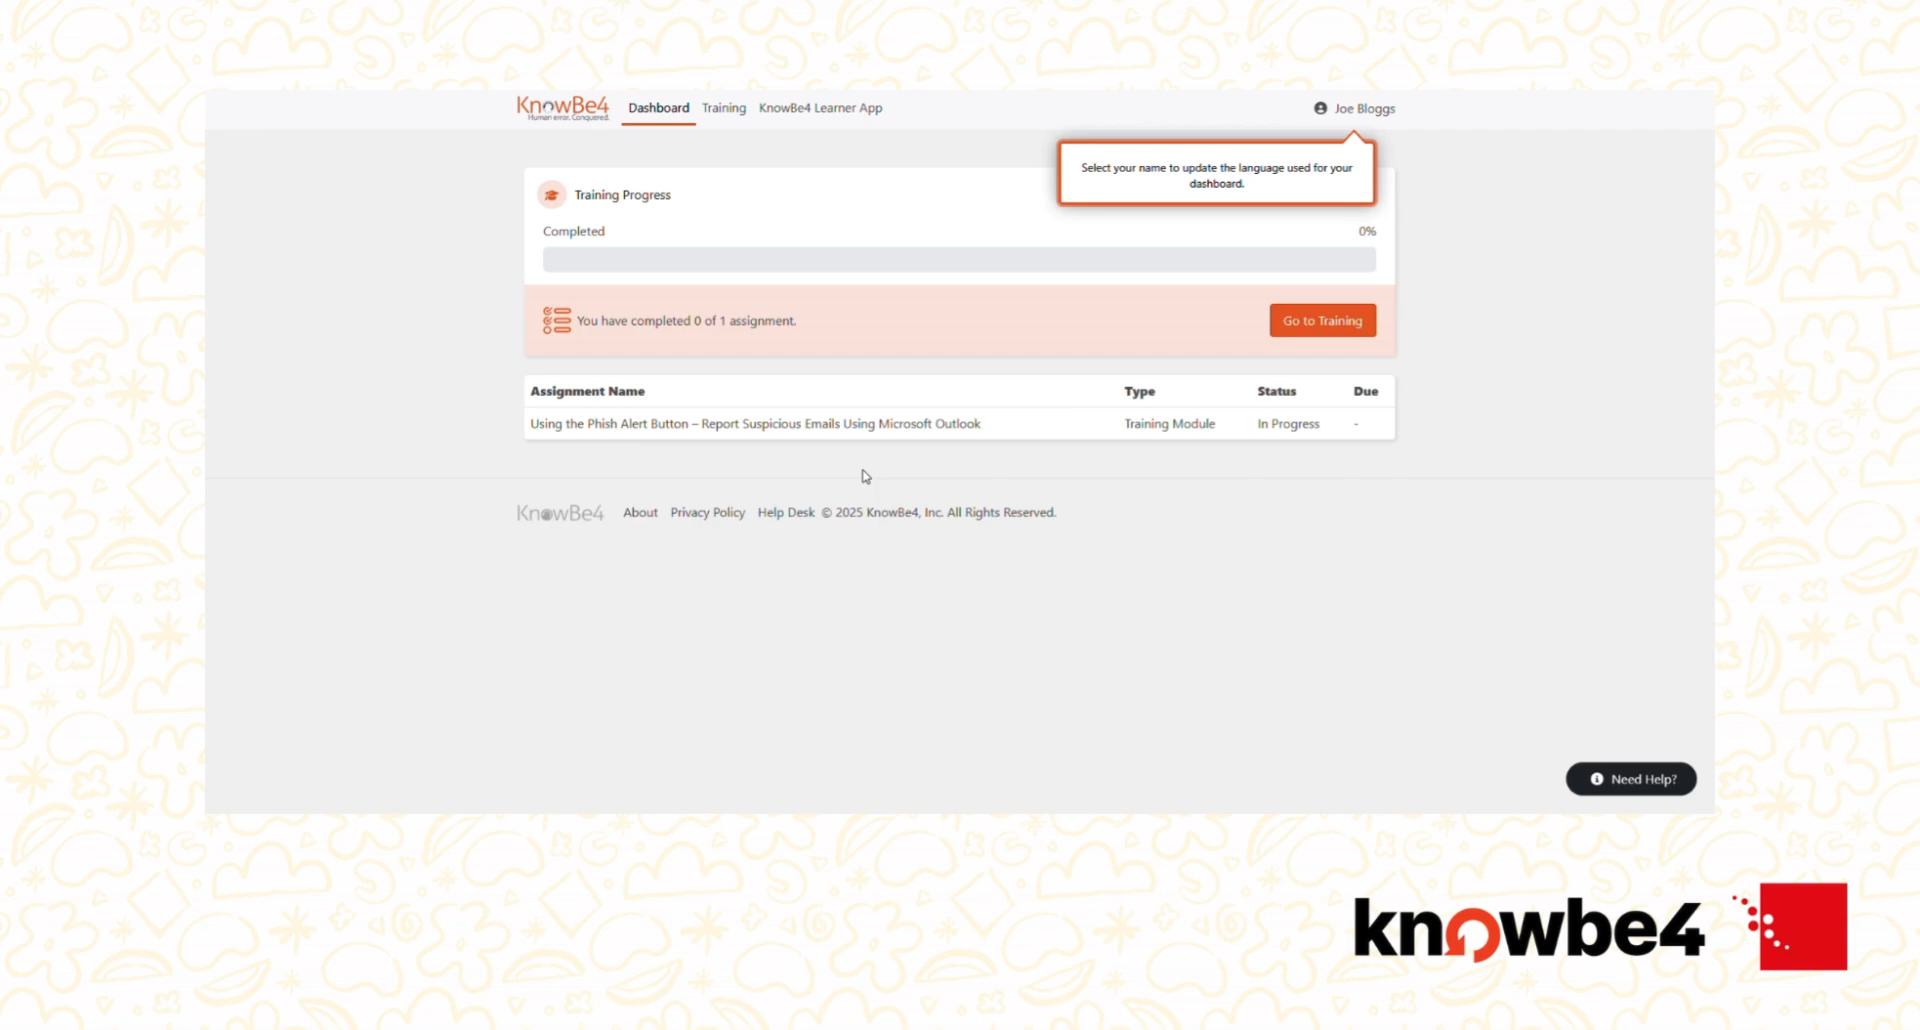 KnowBe4
Human error. Conquered.
Dashboard Training KnowBe4 Learner App
Joe Bloggs
Select your name to update the language used for your
dashboard.
Training Progress
Completed 0%
You have completed 0 of 1 assignment.
Go to Training
Assignment Name Type Status Due
Using the Phish Alert Button – Report Suspicious Emails Using Microsoft Outlook Training Module In Progress -
KnowBe4 About Privacy Policy Help Desk © 2025 KnowBe4, Inc. All Rights Reserved.
Need Help?
knowbe4